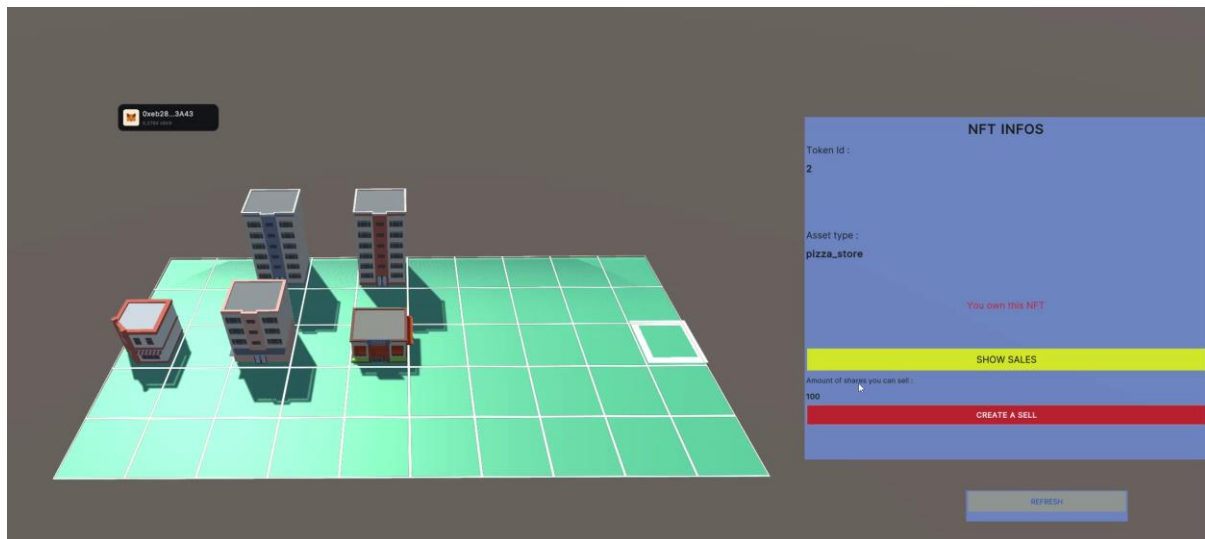 0xeb28...3A43
NFT INFOS
Token Id :
2
Asset type :
pizza_store
You own this NFT
SHOW SALES
Amount of shares you can sell :
100
CREATE A SELL
REFRESH